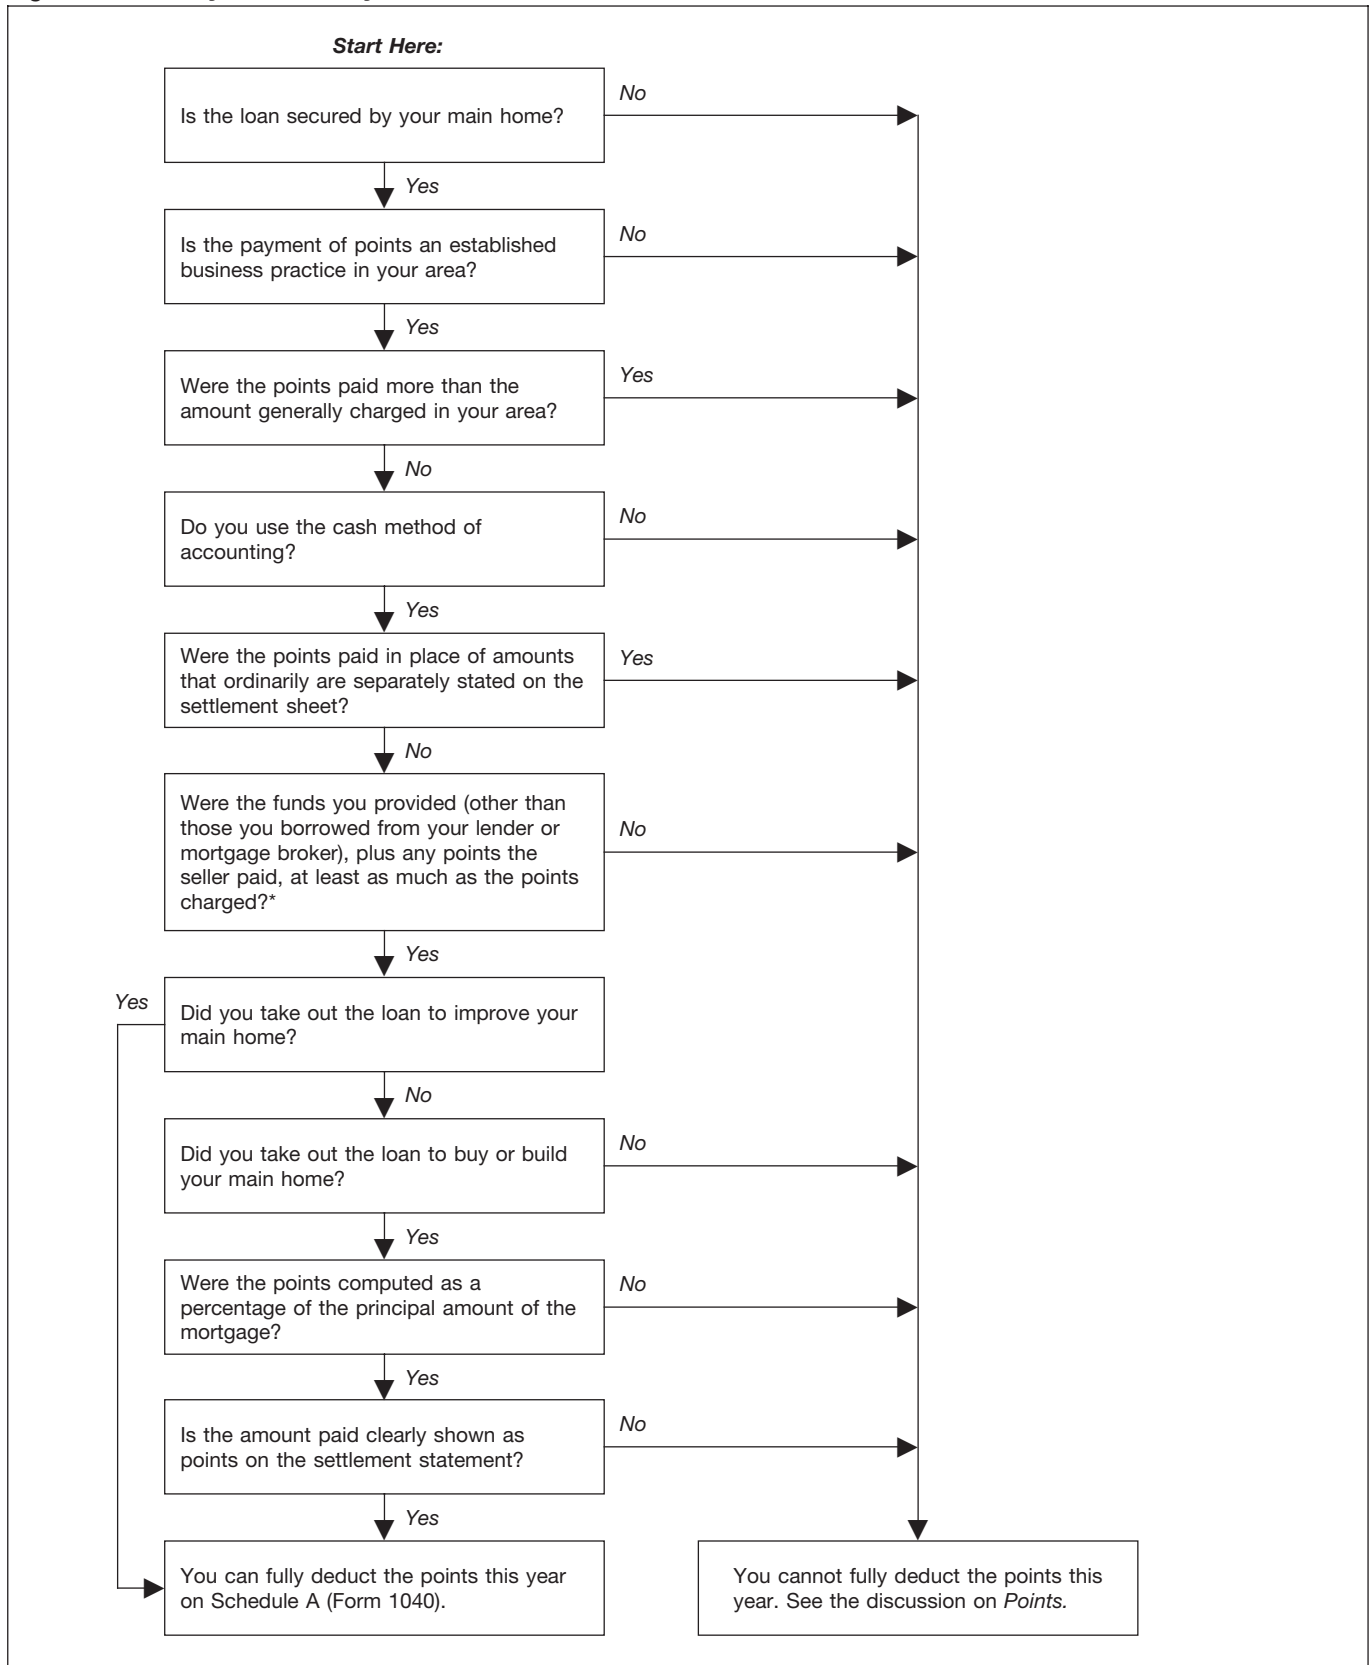 Start Here:
Is the loan secured by your main home?
No
Yes
Is the payment of points an established
business practice in your area?
No
Yes
Were the points paid more than the
amount generally charged in your area?
Yes
No
Do you use the cash method of
accounting?
No
Yes
Were the points paid in place of amounts
that ordinarily are separately stated on the
settlement sheet?
Yes
No
Were the funds you provided (other than
those you borrowed from your lender or
mortgage broker), plus any points the
seller paid, at least as much as the points
charged?*
No
Yes
Yes
Did you take out the loan to improve your
main home?
No
Did you take out the loan to buy or build
your main home?
No
Yes
Were the points computed as a
percentage of the principal amount of the
mortgage?
No
Yes
Is the amount paid clearly shown as
points on the settlement statement?
No
Yes
You can fully deduct the points this year
on Schedule A (Form 1040).
You cannot fully deduct the points this
year. See the discussion on Points.